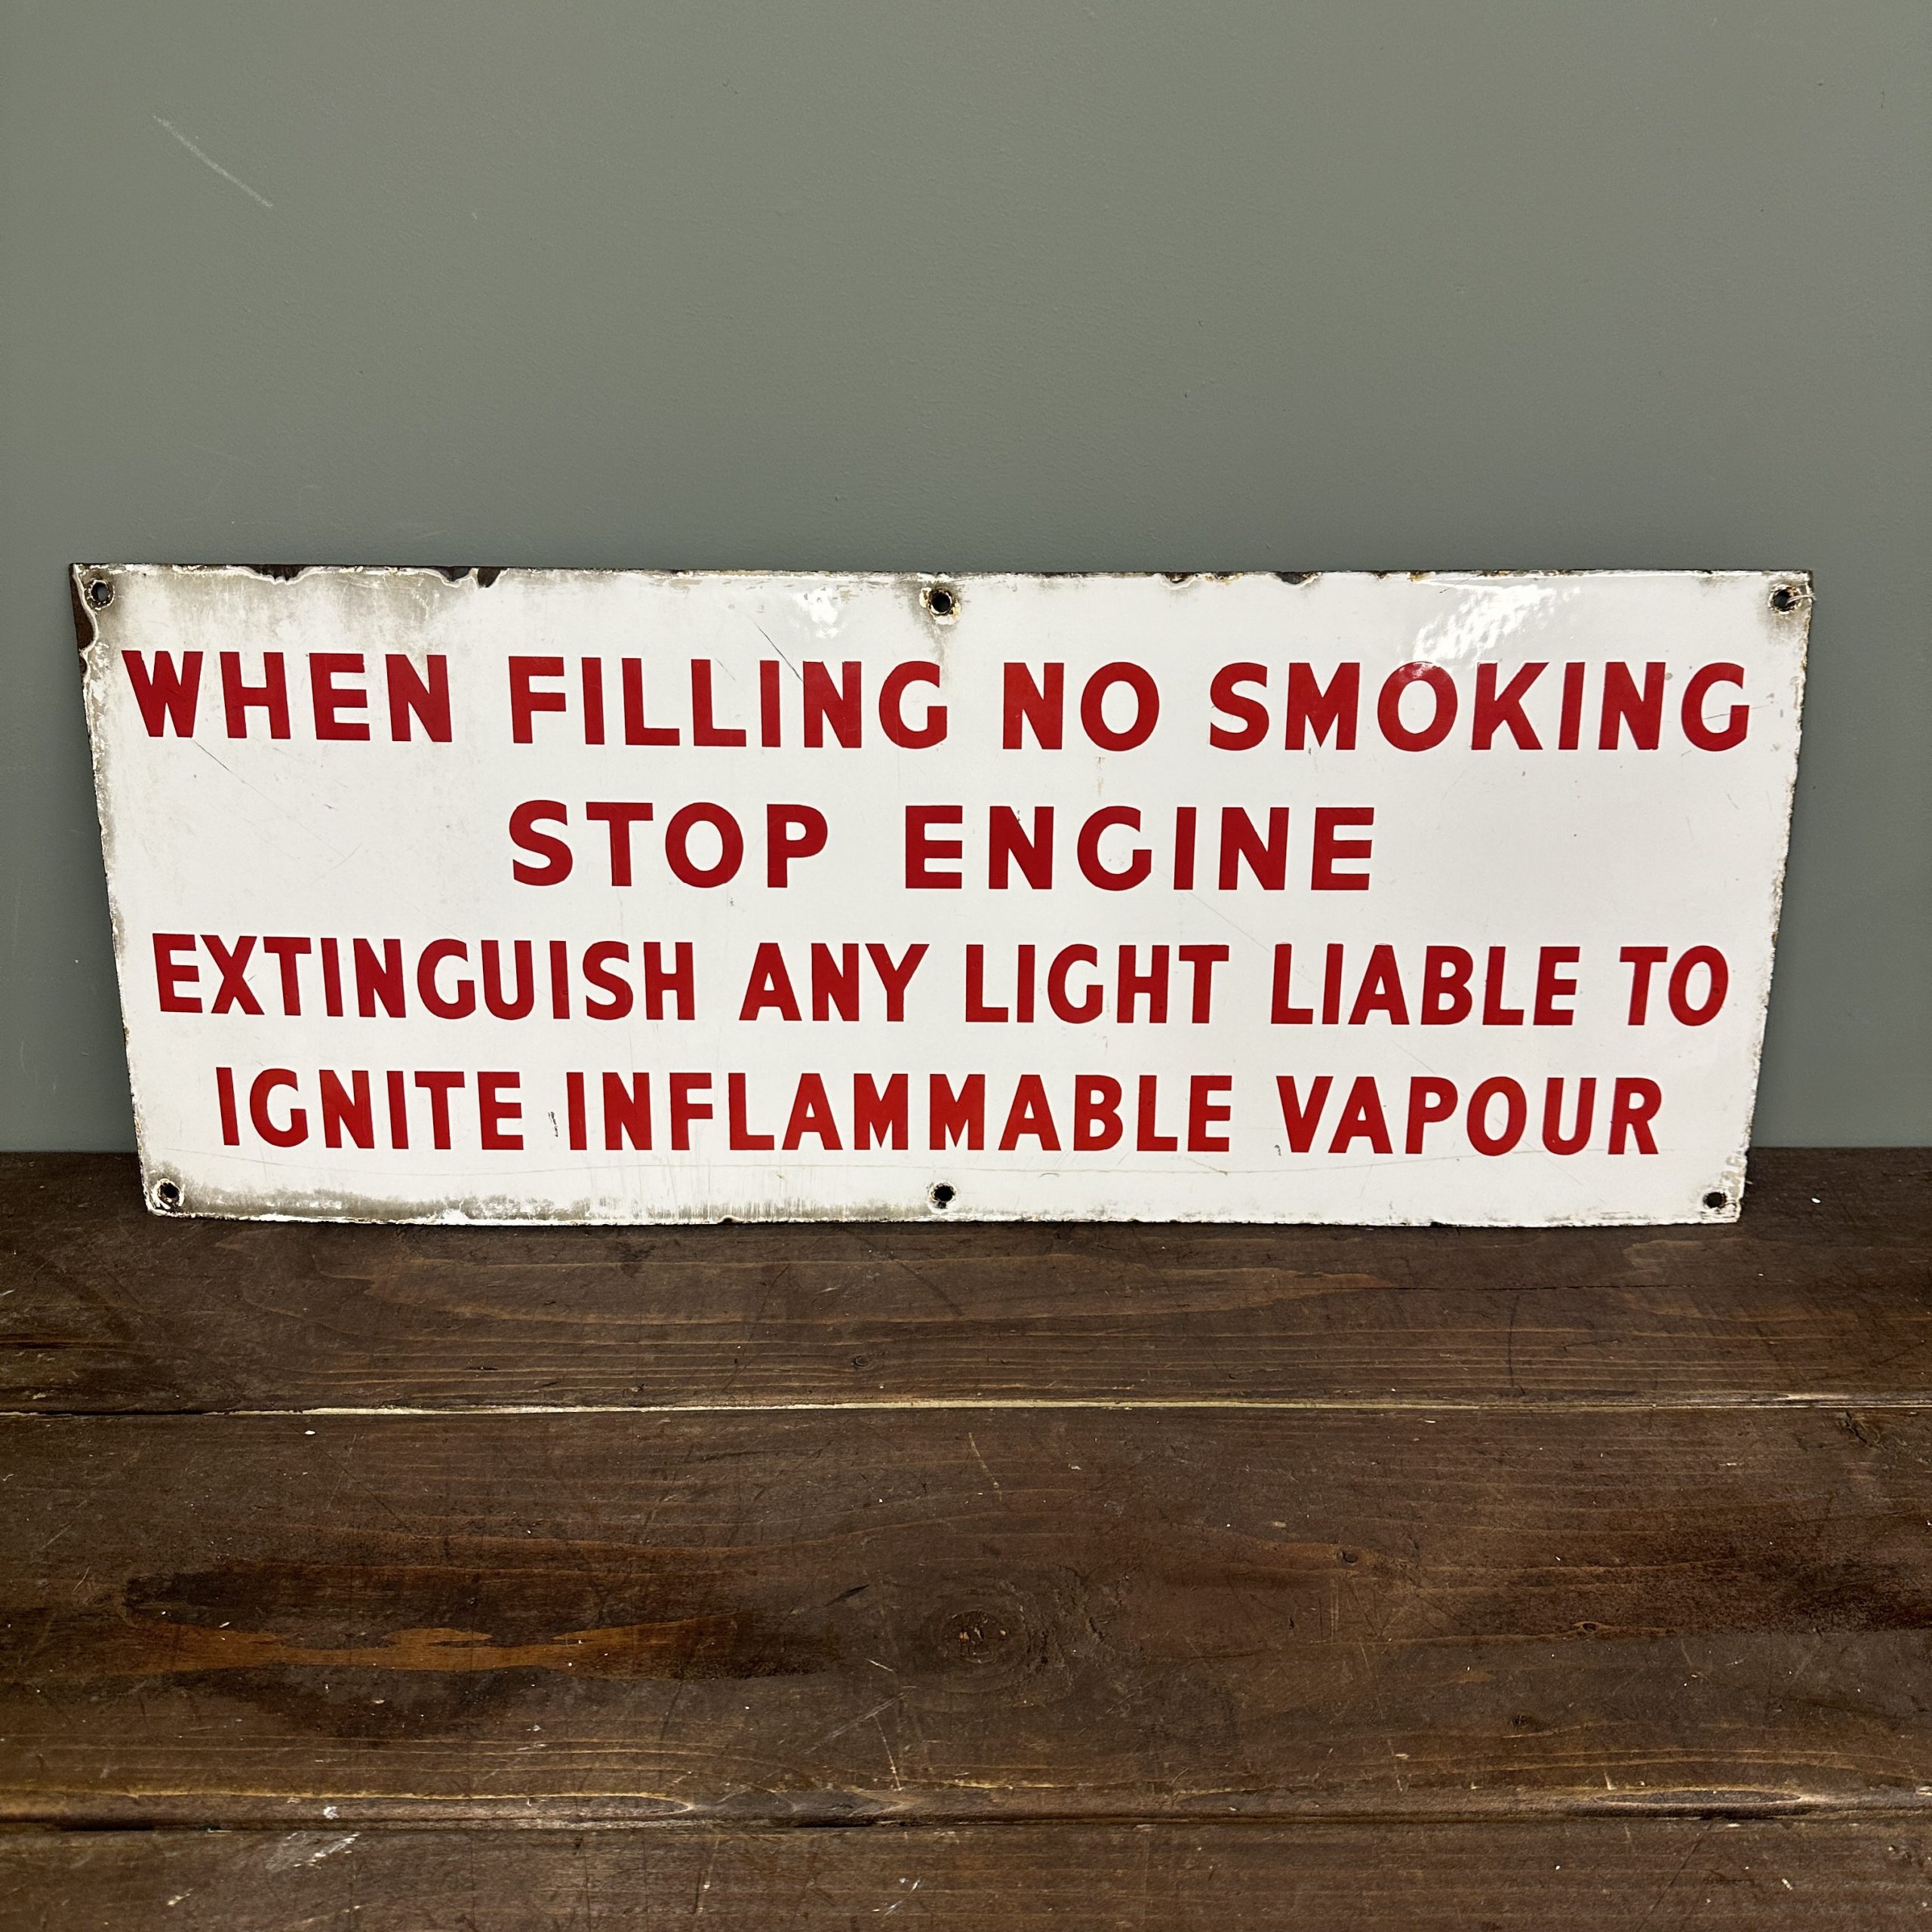 WHEN FILLING NO SMOKING
STOP ENGINE
EXTINGUISH ANY LIGHT LIABLE TO
IGNITE INFLAMMABLE VAPOUR